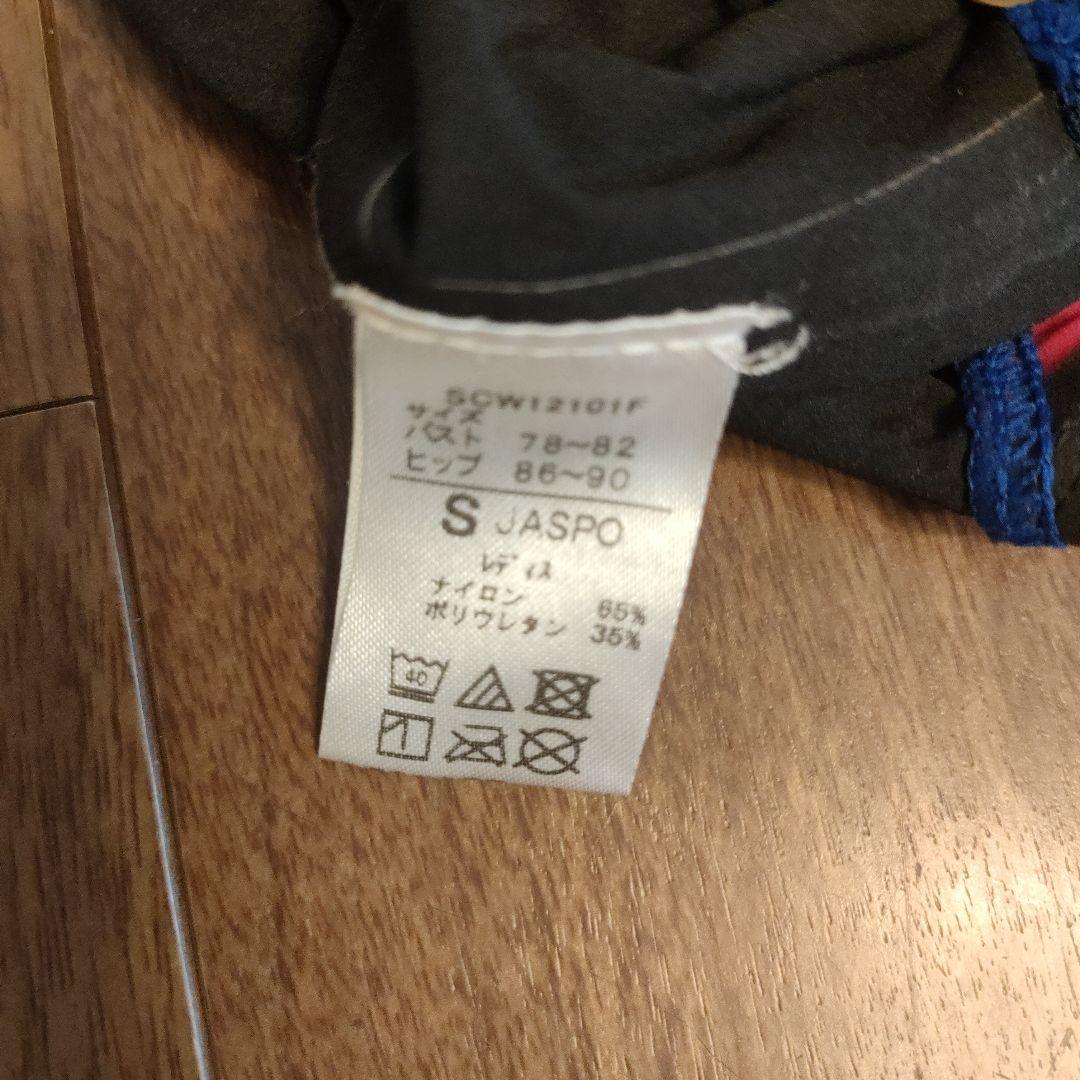 SCW12101F
サイズ
バスト 78～82
ヒップ 86～90
S JASPO
レディス
ナイロン 65%
ポリウレタン 35%
40